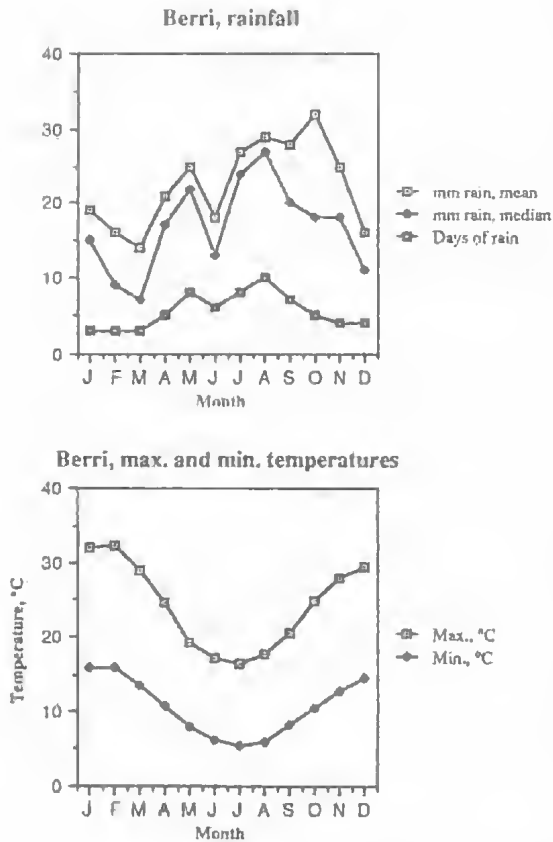 Berri, rainfall
40
30
20
10
0
J F M A M J J A S O N D
Month
mm rain, mean
mm rain, median
Days of rain
Berri, max. and min. temperatures
Temperature, °C
40
30
20
10
0
J F M A M J J A S O N D
Month
Max., °C
Min., °C